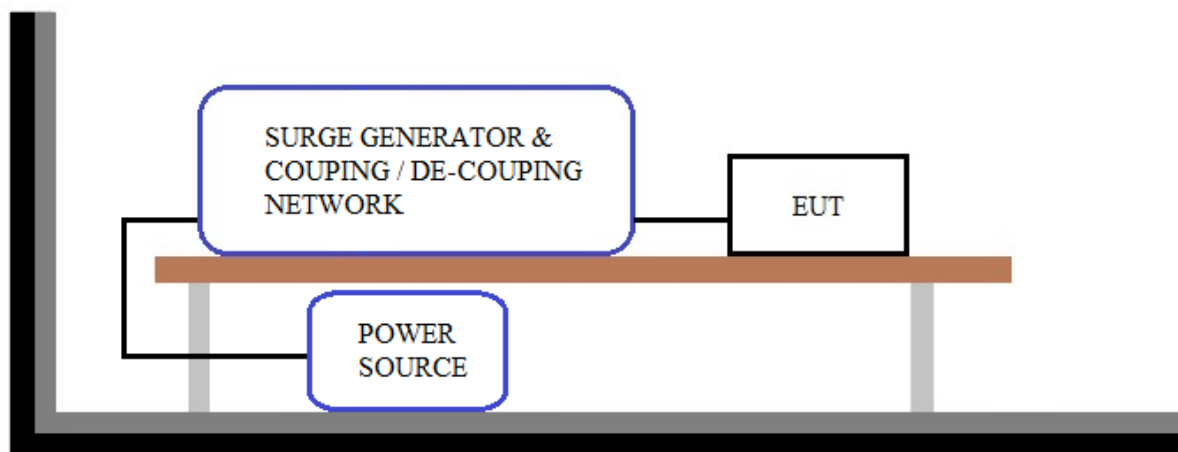 SURGE GENERATOR &
COUPING / DE-COUPING
NETWORK
EUT
POWER
SOURCE